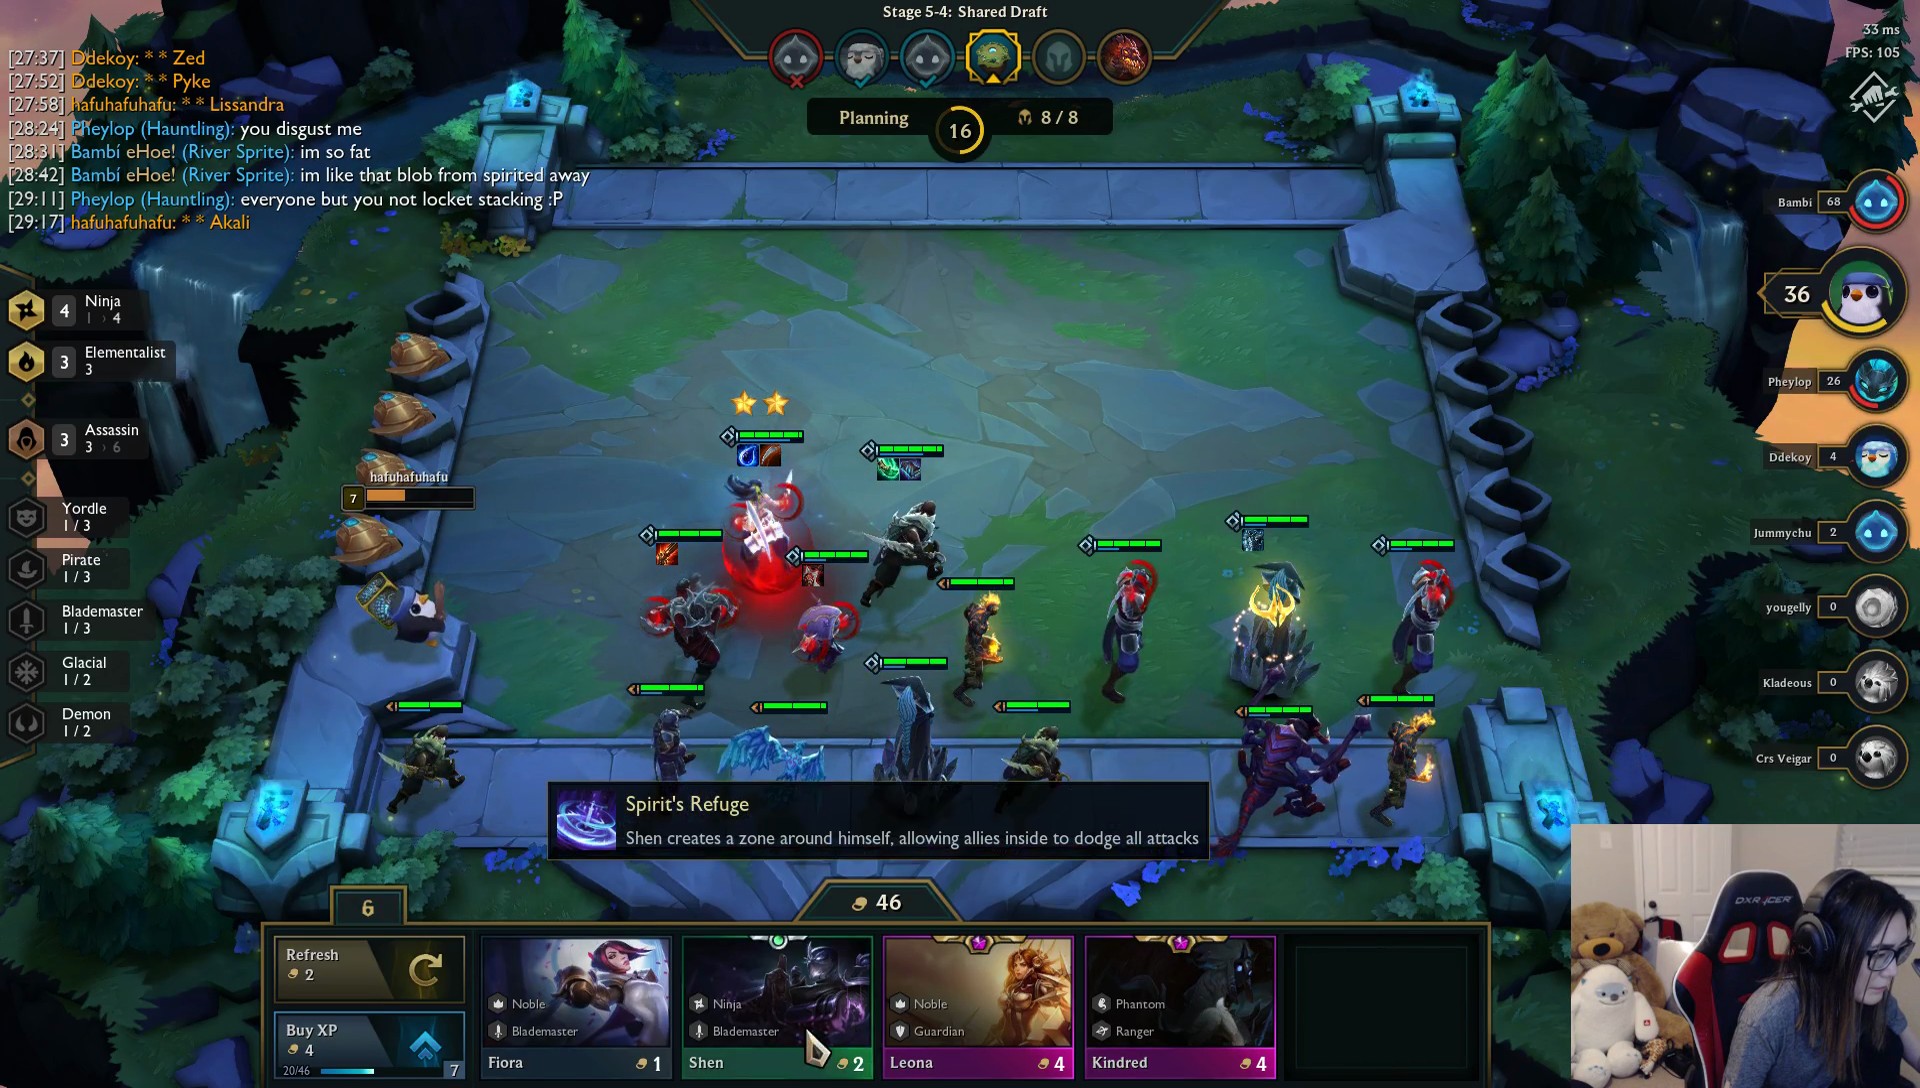 Stage 5-4: Shared Draft
33 ms
FPS: 105
[27:37] Ddekoy: * * Zed
[27:52] Ddekoy: * * Pyke
[27:58] hafuhafuhafu: * * Lissandra
[28:24] Pheylop (Hauntling): you disgust me
[28:31] Bambí eHoe! (River Sprite): im so fat
[28:42] Bambí eHoe! (River Sprite): im like that blob from spirited away
[29:11] Pheylop (Hauntling): everyone but you not locket stacking :P
[29:17] hafuhafuhafu: * * Akali
Planning
16
8 / 8
Bambí 68
36
Pheylop 26
Ddekoy 4
Jummychu 2
yougelly 0
Kladeous 0
Crs Veigar 0
4 Ninja
1 › 4
3 Elementalist
3
3 Assassin
3 › 6
Yordle
1 / 3
Pirate
1 / 3
Blademaster
1 / 3
Glacial
1 / 2
Demon
1 / 2
hafuhafuhafu
7
Spirit's Refuge
Shen creates a zone around himself, allowing allies inside to dodge all attacks
6
46
Refresh
2
Buy XP
4
20/46
7
Noble
Blademaster
Fiora 1
Ninja
Blademaster
Shen 2
Noble
Guardian
Leona 4
Phantom
Ranger
Kindred 4
DXRACER